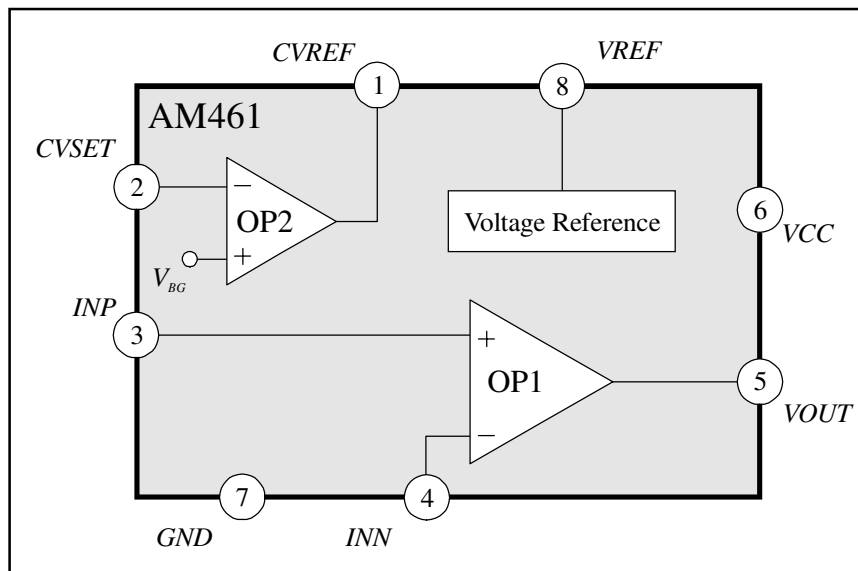 CVREF
VREF
1
8
AM461
CVSET
2
−
OP2
+
V_BG
Voltage Reference
6
VCC
INP
3
+
OP1
−
5
VOUT
7
4
GND
INN